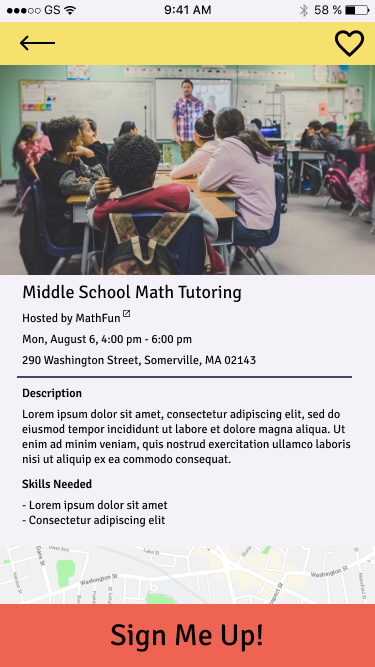 GS 9:41 AM 58 %
Middle School Math Tutoring
Hosted by MathFun
Mon, August 6, 4:00 pm - 6:00 pm
290 Washington Street, Somerville, MA 02143
Description
Lorem ipsum dolor sit amet, consectetur adipiscing elit, sed do
eiusmod tempor incididunt ut labore et dolore magna aliqua. Ut
enim ad minim veniam, quis nostrud exercitation ullamco laboris
nisi ut aliquip ex ea commodo consequat.
Skills Needed
- Lorem ipsum dolor sit amet
- Consectetur adipiscing elit
Lake St
Washington St
Washington St
Sign Me Up!